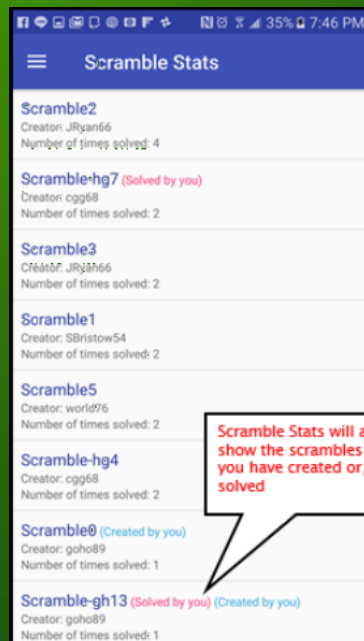 35% 7:46 PM
Scramble Stats
Scramble2
Creator: JRyan66
Number of times solved: 4
Scramble-hg7 (Solved by you)
Creator: cgg68
Number of times solved: 2
Scramble3
Creator: JRyan66
Number of times solved: 2
Scramble1
Creator: SBristow54
Number of times solved: 2
Scramble5
Creator: world76
Number of times solved: 2
Scramble-hg4
Creator: cgg68
Number of times solved: 2
Scramble Stats will a
show the scrambles
you have created or
solved
Scramble0 (Created by you)
Creator: goho89
Number of times solved: 1
Scramble-gh13 (Solved by you) (Created by you)
Creator: goho89
Number of times solved: 1